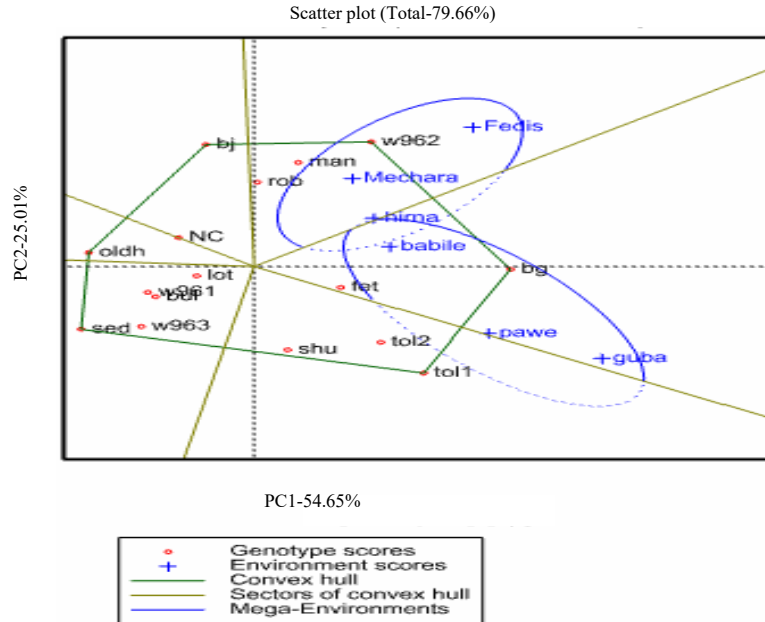 Scatter plot (Total-79.66%)
PC2-25.01%
Fedis
bj
w962
man
Mechara
rob
hirna
NC
babile
oldh
bg
lot
fet
w961
bul
sed
w963
pawe
tol2
shu
guba
tol1
PC1-54.65%
Genotype scores
Environment scores
Convex hull
Sectors of convex hull
Mega-Environments